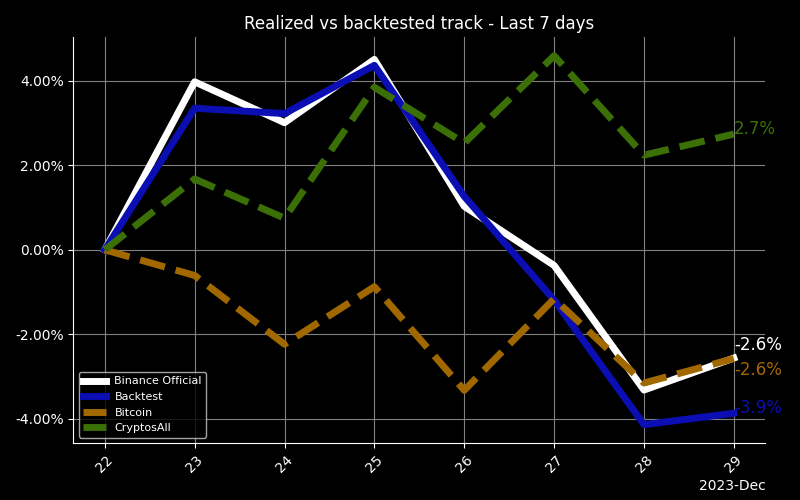 Realized vs backtested track - Last 7 days
4.00%
2.00%
0.00%
-2.00%
-4.00%
2.7%
-2.6%
-2.6%
-3.9%
Binance Official
Backtest
Bitcoin
CryptosAll
22
23
24
25
26
27
28
29
2023-Dec